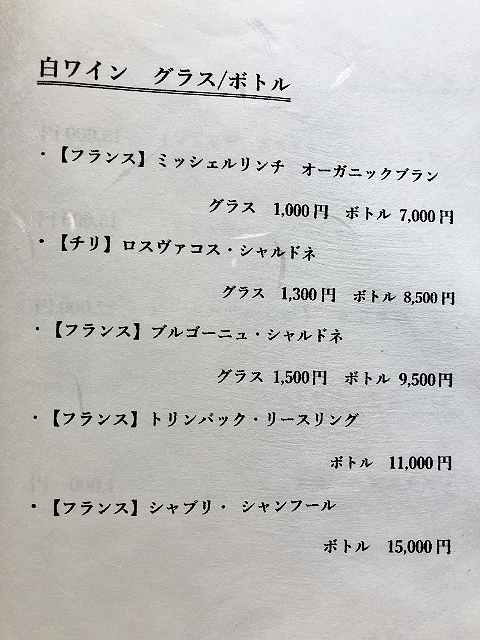 白ワイン グラス/ボトル
・【フランス】ミッシェルリンチ オーガニックブラン
グラス 1,000円 ボトル 7,000円
・【チリ】ロスヴァコス・シャルドネ
グラス 1,300円 ボトル 8,500円
・【フランス】ブルゴーニュ・シャルドネ
グラス 1,500円 ボトル 9,500円
・【フランス】トリンバック・リースリング
ボトル 11,000円
・【フランス】シャブリ・ シャンフール
ボトル 15,000円